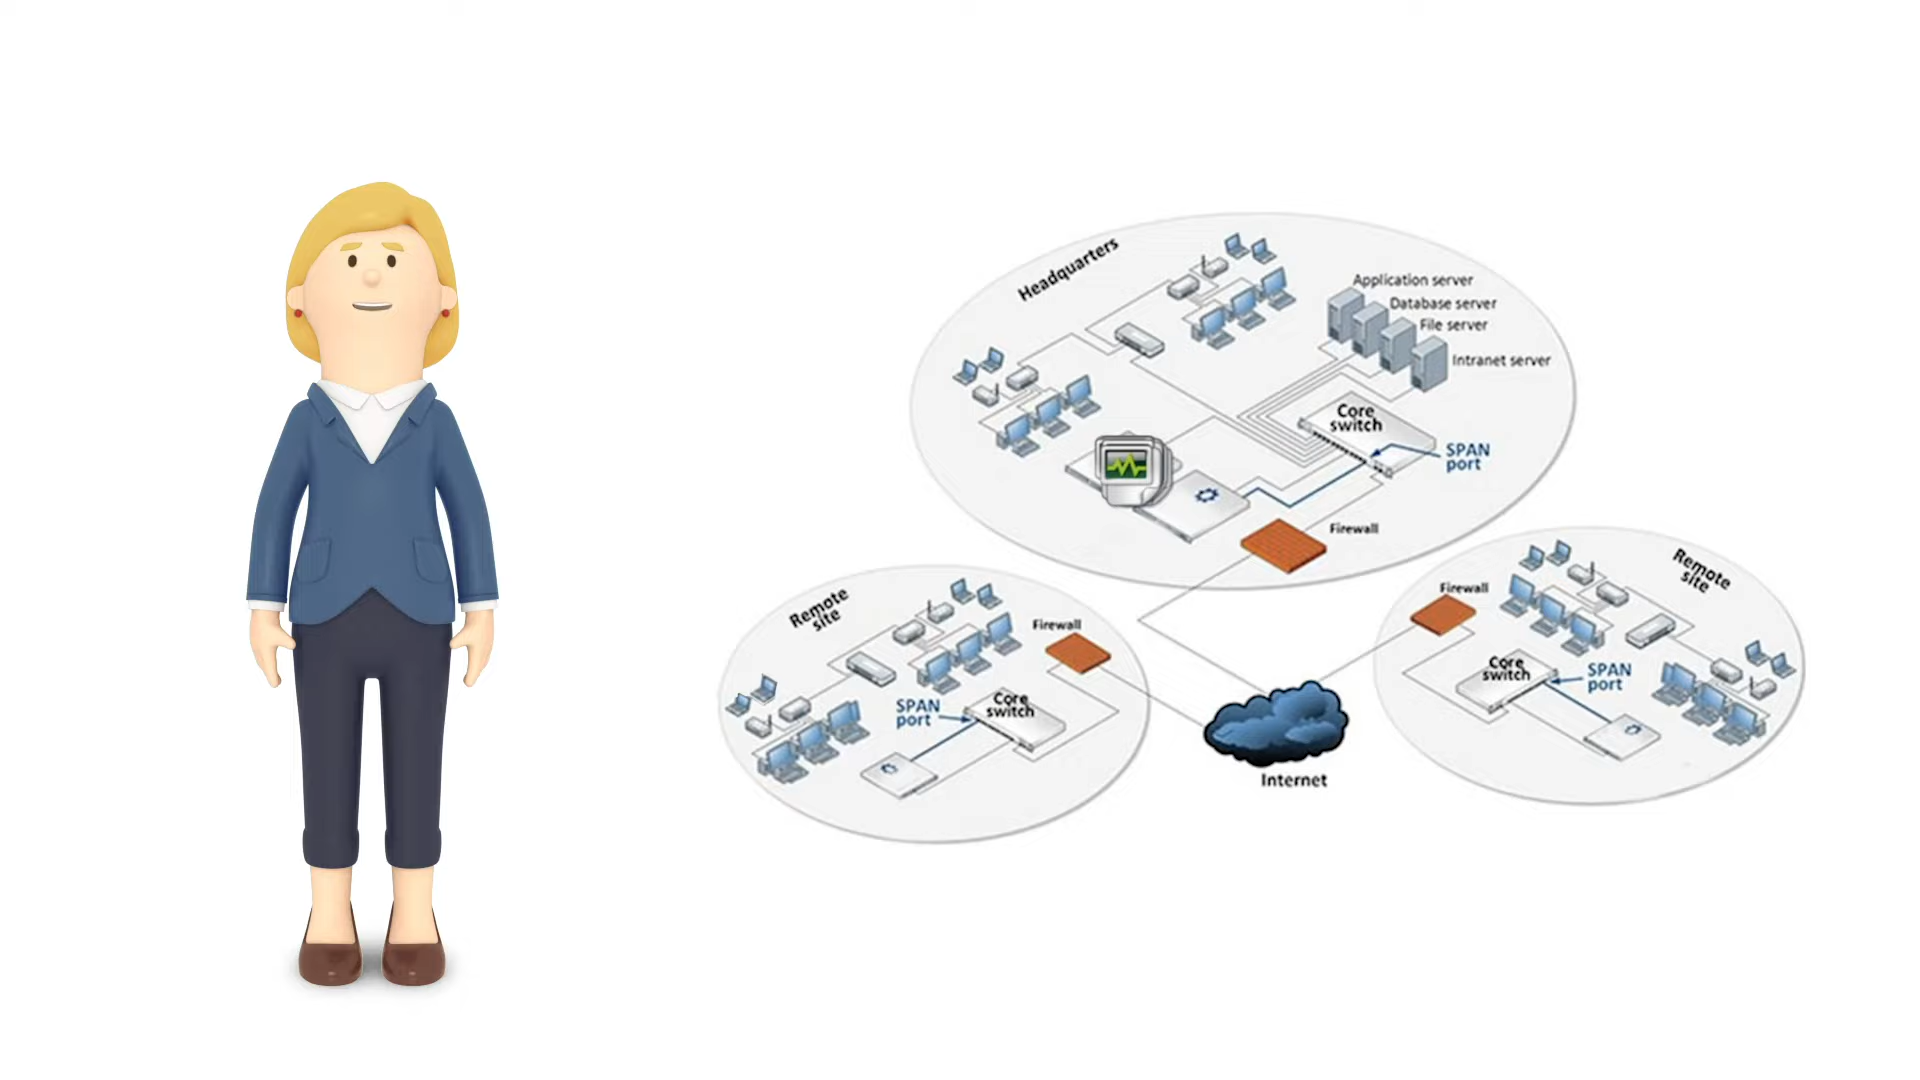 Headquarters
Application server
Database server
File server
Intranet server
Core
switch
SPAN
port
Firewall
Remote
site
Firewall
SPAN
port
Core
switch
Internet
Firewall
Remote
site
Core
switch
SPAN
port